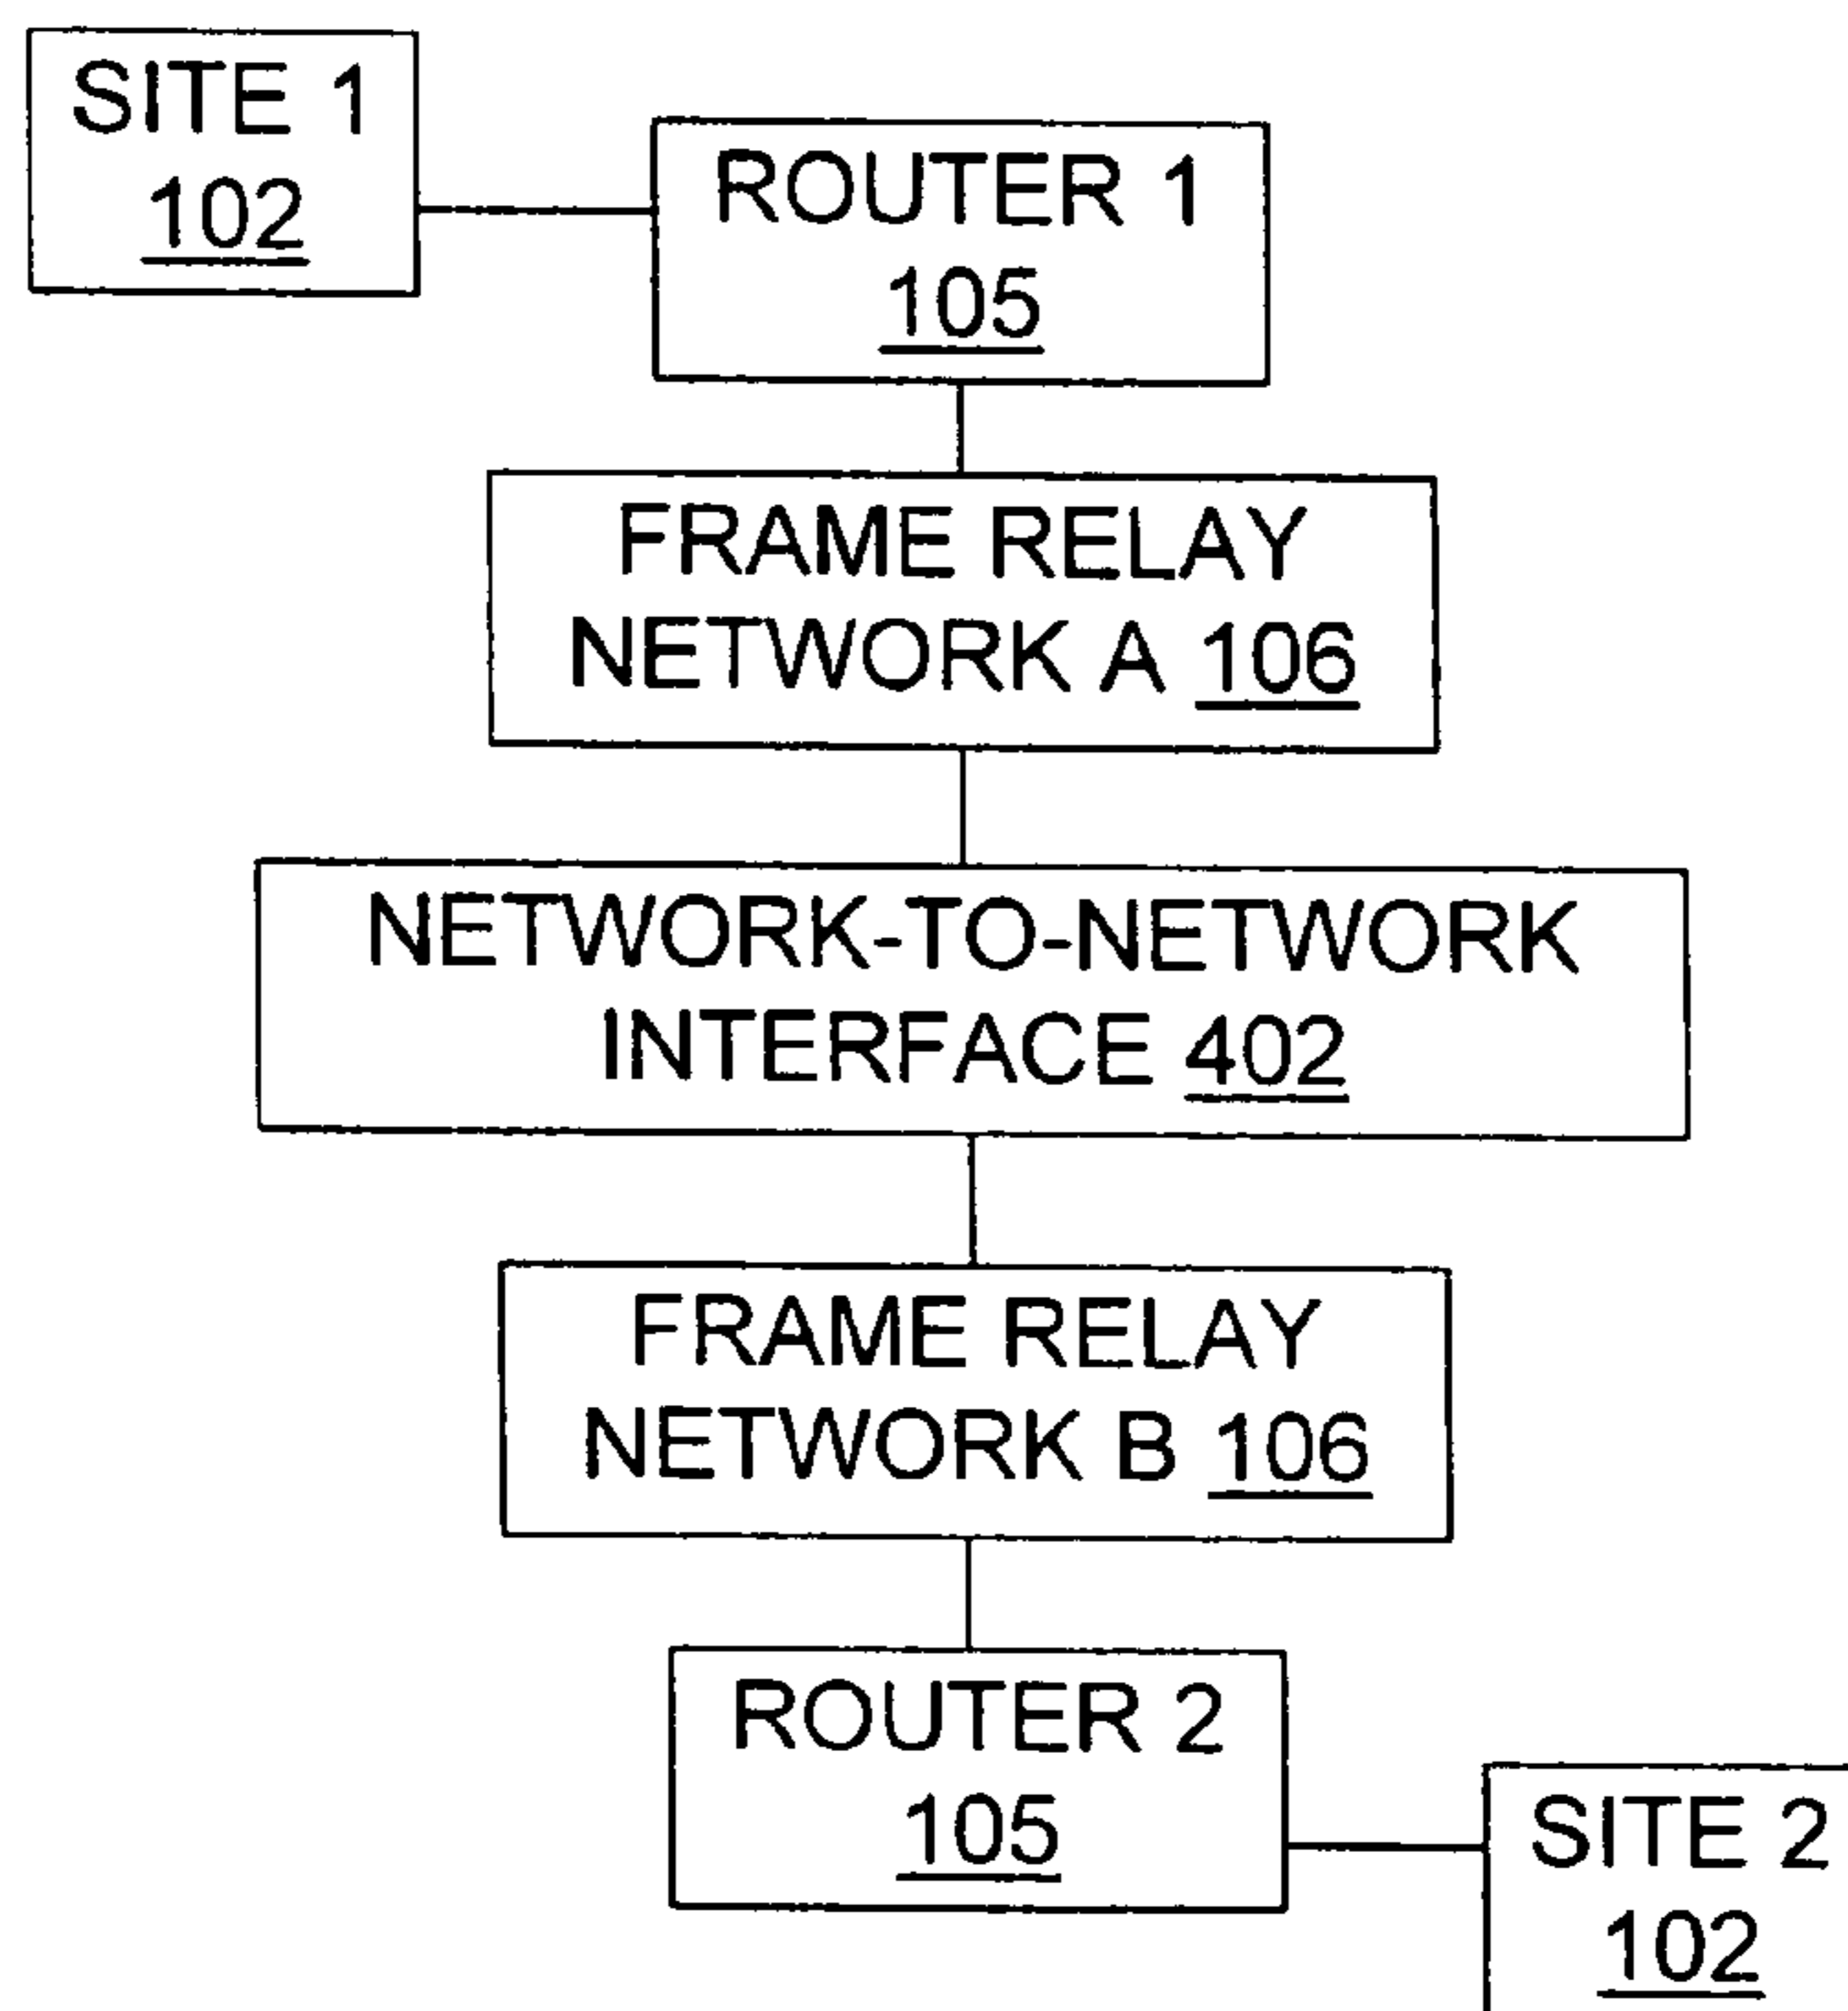 SITE 1
102
ROUTER 1
105
FRAME RELAY
NETWORK A 106
NETWORK-TO-NETWORK
INTERFACE 402
FRAME RELAY
NETWORK B 106
ROUTER 2
105
SITE 2
102